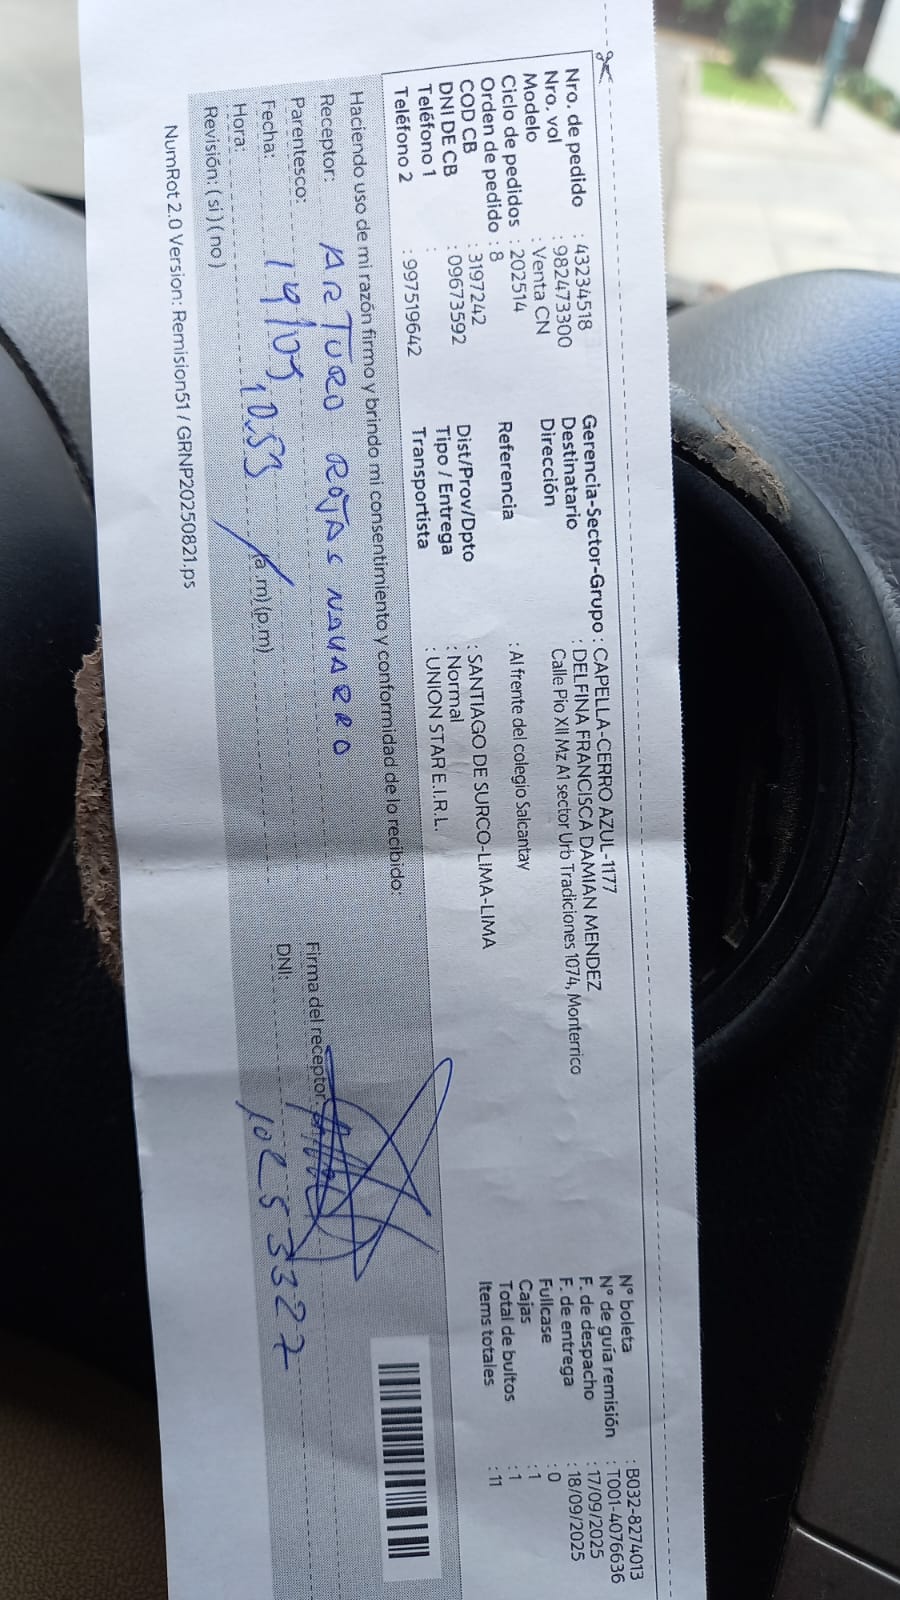 Nro. de pedido : 43234518
Nro. vol : 982473300
Modelo : Venta CN
Ciclo de pedidos : 202514
Orden de pedido : 8
COD CB : 3197242
DNI DE CB : 09673592
Teléfono 1 :
Teléfono 2 : 997519642
Gerencia-Sector-Grupo : CAPELLA-CERRO AZUL-1177
Destinatario : DELFINA FRANCISCA DAMIAN MENDEZ
Dirección Calle Pio XII Mz A1 sector Urb Tradiciones 1074, Monterrico
Referencia : Al frente del colegio Salcantay
Dist/Prov/Dpto : SANTIAGO DE SURCO-LIMA-LIMA
Tipo / Entrega : Normal
Transportista : UNION STAR E.I.R.L.
N° boleta : B032-8274013
N° de guía remisión : T001-4076636
F. de despacho : 17/09/2025
F. de entrega : 18/09/2025
Fullcase : 0
Cajas : 1
Total de bultos : 1
Items totales : 11
Haciendo uso de mi razón firmo y brindo mi consentimiento y conformidad de lo recibido:
Receptor: ARTURO ROJAS NAVARRO
Parentesco:
Fecha: 19/09
Hora: 10.53 (a.m) (p.m)
Revisión: ( si ) ( no )
Firma del receptor:
DNI: 10253327
NumRot 2.0 Version: Remision51 / GRNP20250821.ps